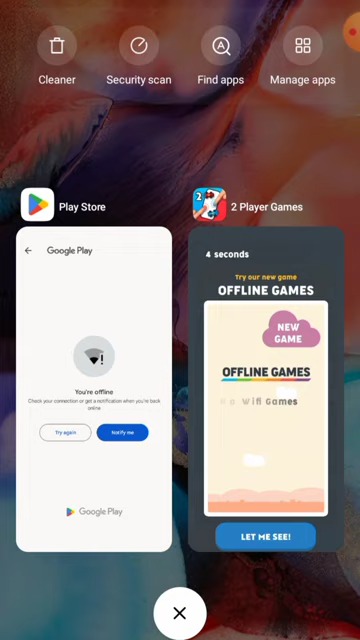 Cleaner
Security scan
Find apps
Manage apps
Play Store
2 Player Games
Google Play
You're offline
Check your connection or get a notification when you're back
online
Try again
Notify me
Google Play
4 seconds
Try our new game
OFFLINE GAMES
NEW
GAME
OFFLINE GAMES
Wifi Games
LET ME SEE!